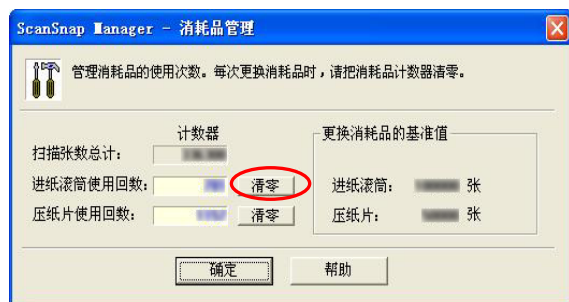 ScanSnap Manager - 消耗品管理
管理消耗品的使用次数。每次更换消耗品时，请把消耗品计数器清零。
计数器
扫描张数总计：
进纸滚筒使用回数： 清零
压纸片使用回数： 清零
更换消耗品的基准值
进纸滚筒： 张
压纸片： 张
确定 帮助